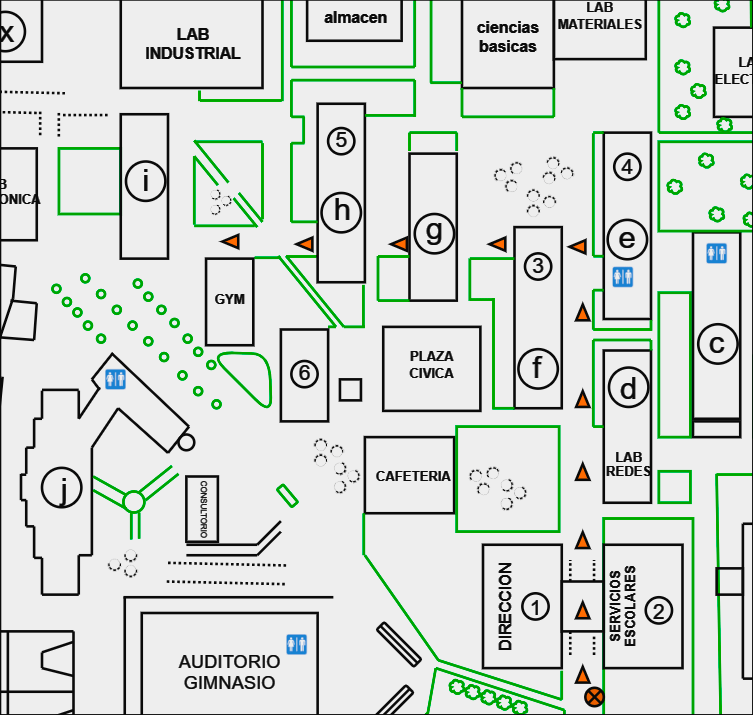 X
LAB
INDUSTRIAL
almacen
ciencias
basicas
LAB
MATERIALES
LA
ELECT
B
ONICA
i
5
h
g
4
e
3
f
c
GYM
6
PLAZA
CIVICA
d
LAB
REDES
j
CONSULTORIO
CAFETERIA
DIRECCION
1
SERVICIOS
ESCOLARES
2
AUDITORIO
GIMNASIO